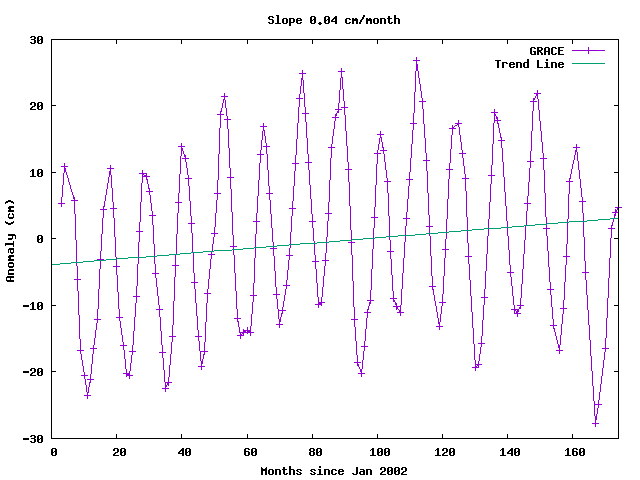 Slope 0.04 cm/month
GRACE
Trend Line
30
20
10
0
-10
-20
-30
Anomaly (cm)
0 20 40 60 80 100 120 140 160
Months since Jan 2002